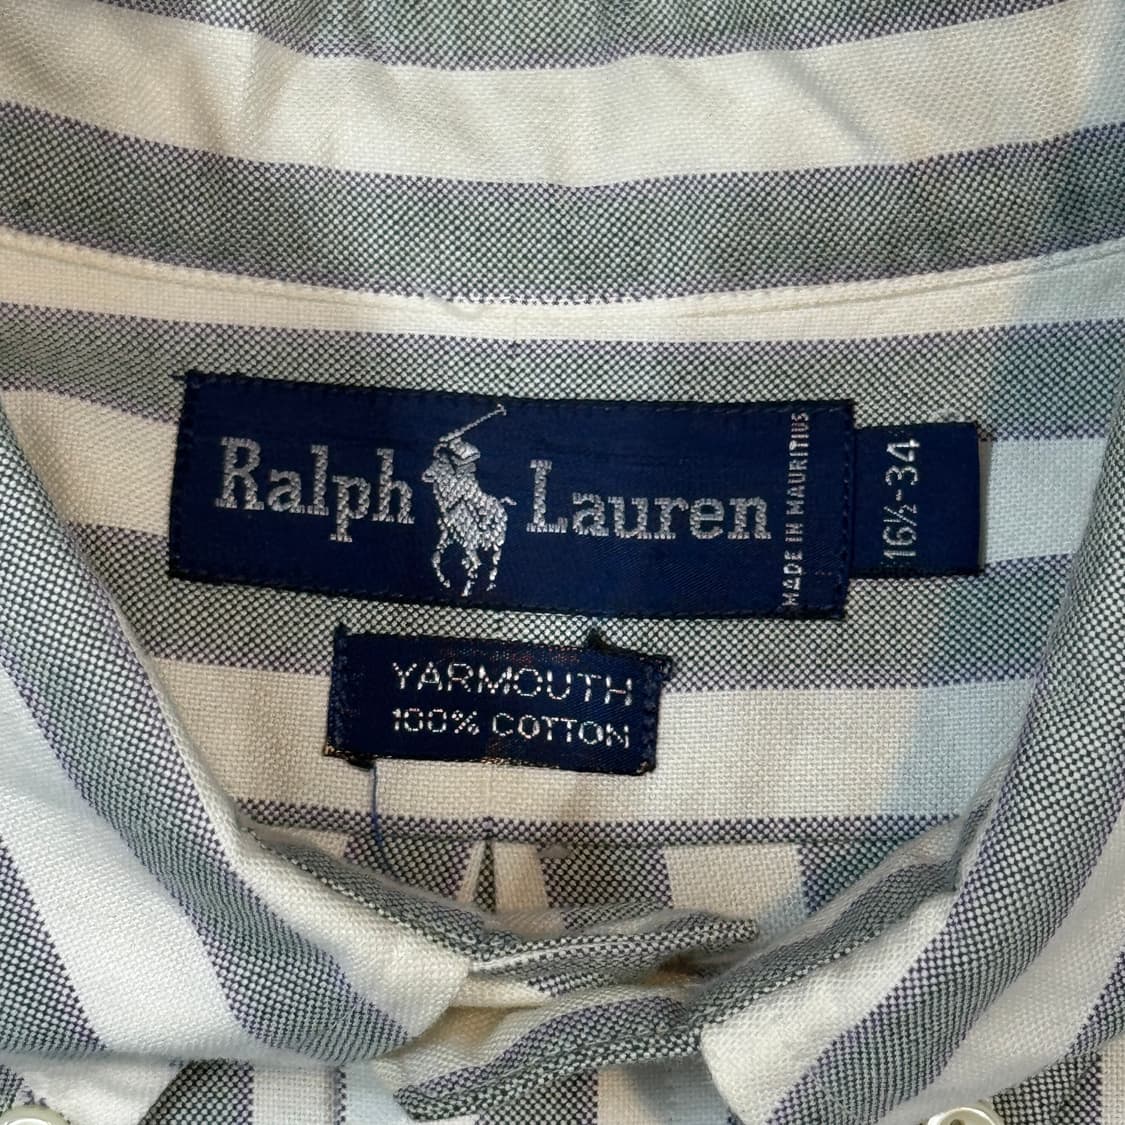 Ralph Lauren
MADE IN MAURITIUS
16½-34
YARMOUTH
100% COTTON